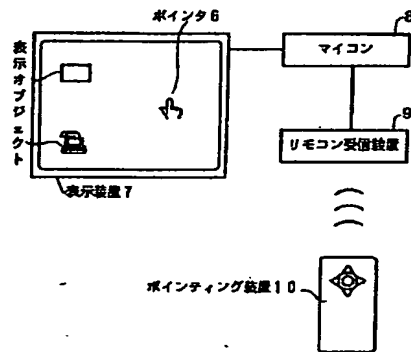 ポインタ6
8
マイコン
表示オブジェクト
9
リモコン受信装置
表示装置7
ポインティング装置10